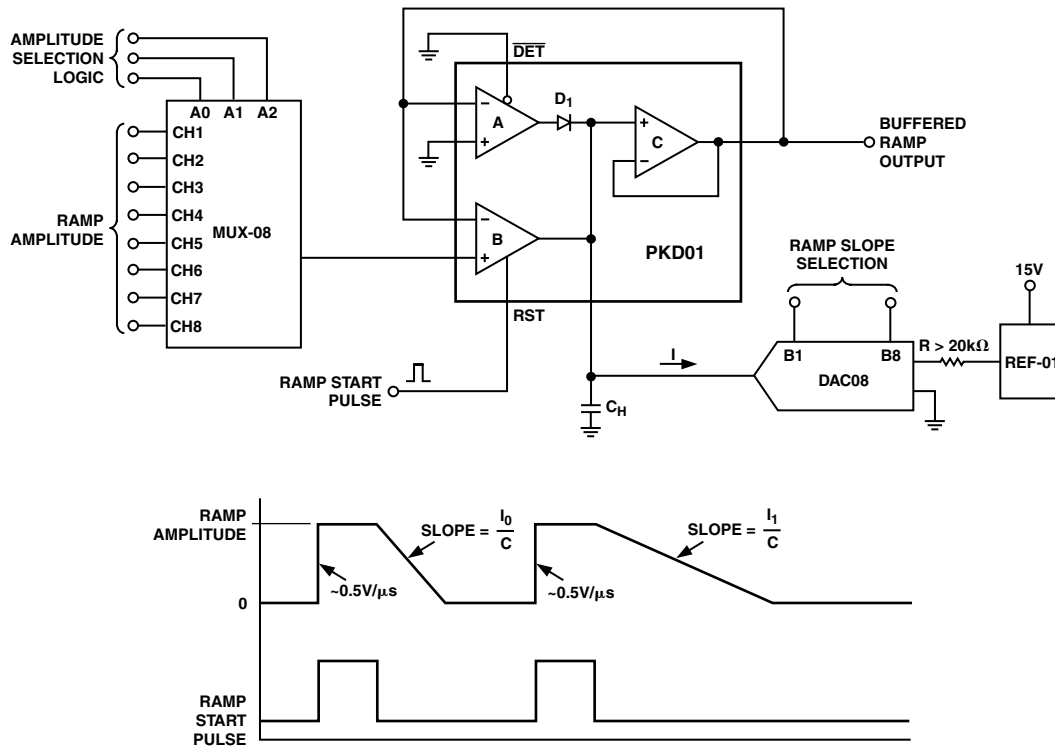 AMPLITUDE
SELECTION
LOGIC
A0 A1 A2
CH1
CH2
CH3
CH4
CH5
CH6
CH7
CH8
RAMP
AMPLITUDE
MUX-08
DET
A
D1
B
C
PKD01
RST
BUFFERED
RAMP
OUTPUT
RAMP START
PULSE
CH
I
RAMP SLOPE
SELECTION
B1 B8
DAC08
R > 20kΩ
15V
REF-01
RAMP
AMPLITUDE
0
~0.5V/μs
SLOPE = I0/C
~0.5V/μs
SLOPE = I1/C
RAMP
START
PULSE